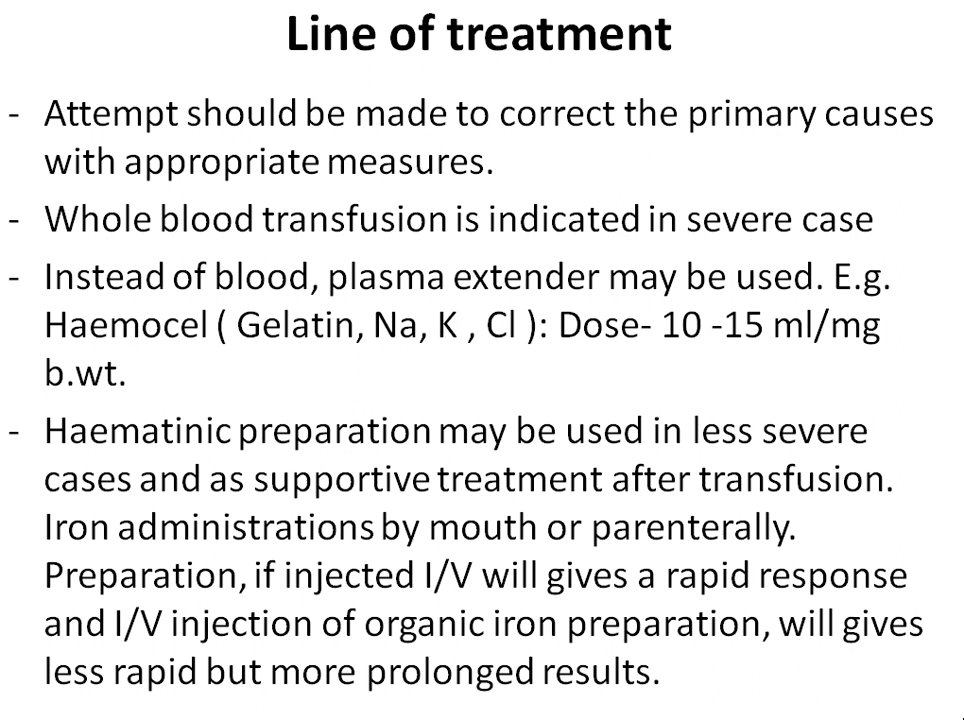 Line of treatment
- Attempt should be made to correct the primary causes
with appropriate measures.
- Whole blood transfusion is indicated in severe case
- Instead of blood, plasma extender may be used. E.g.
Haemocel ( Gelatin, Na, K , Cl ): Dose- 10 -15 ml/mg
b.wt.
- Haematinic preparation may be used in less severe
cases and as supportive treatment after transfusion.
Iron administrations by mouth or parenterally.
Preparation, if injected I/V will gives a rapid response
and I/V injection of organic iron preparation, will gives
less rapid but more prolonged results.